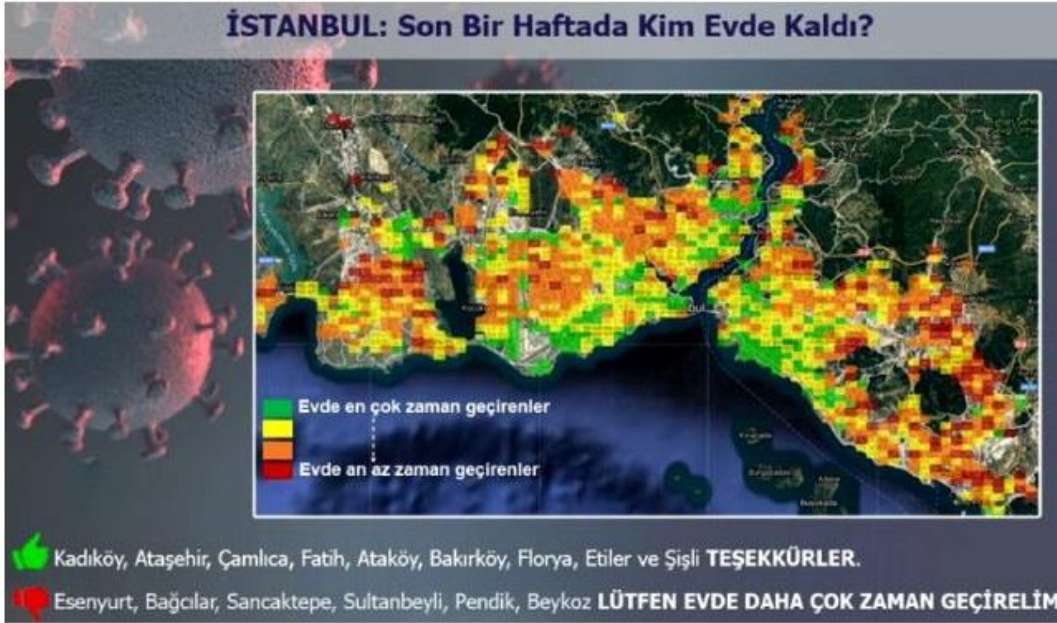 İSTANBUL: Son Bir Haftada Kim Evde Kaldı?
Evde en çok zaman geçirenler
Evde an az zaman geçirenler
Kadıköy, Ataşehir, Çamlıca, Fatih, Ataköy, Bakırköy, Florya, Etiler ve Şişli TEŞEKKÜRLER.
Esenyurt, Bağcılar, Sancaktepe, Sultanbeyli, Pendik, Beykoz LÜTFEN EVDE DAHA ÇOK ZAMAN GEÇİRELİM